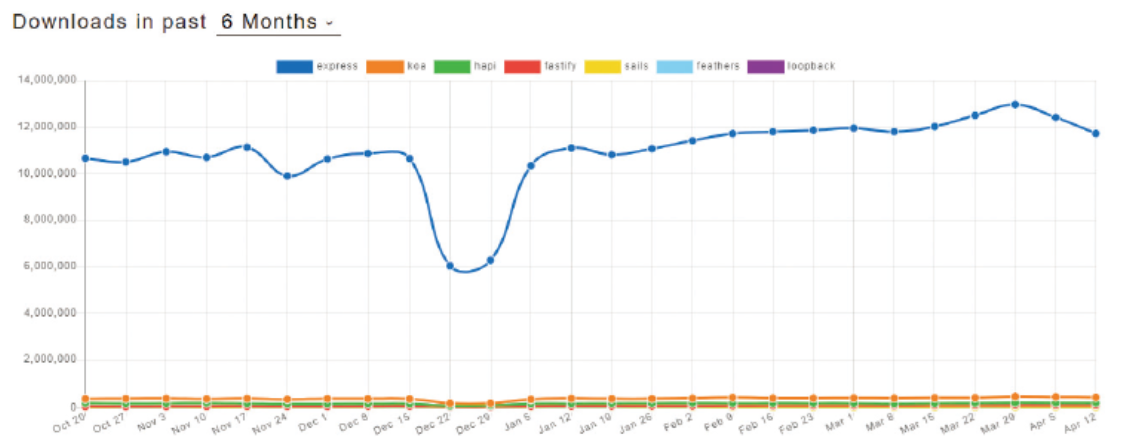 Downloads in past 6 Months
express koa hapi fastify sails feathers loopback
14,000,000
12,000,000
10,000,000
8,000,000
6,000,000
4,000,000
2,000,000
0
Oct 20 Oct 27 Nov 3 Nov 10 Nov 17 Nov 24 Dec 1 Dec 8 Dec 15 Dec 22 Dec 29 Jan 5 Jan 12 Jan 19 Jan 26 Feb 2 Feb 9 Feb 16 Feb 23 Mar 1 Mar 8 Mar 15 Mar 22 Mar 29 Apr 5 Apr 12